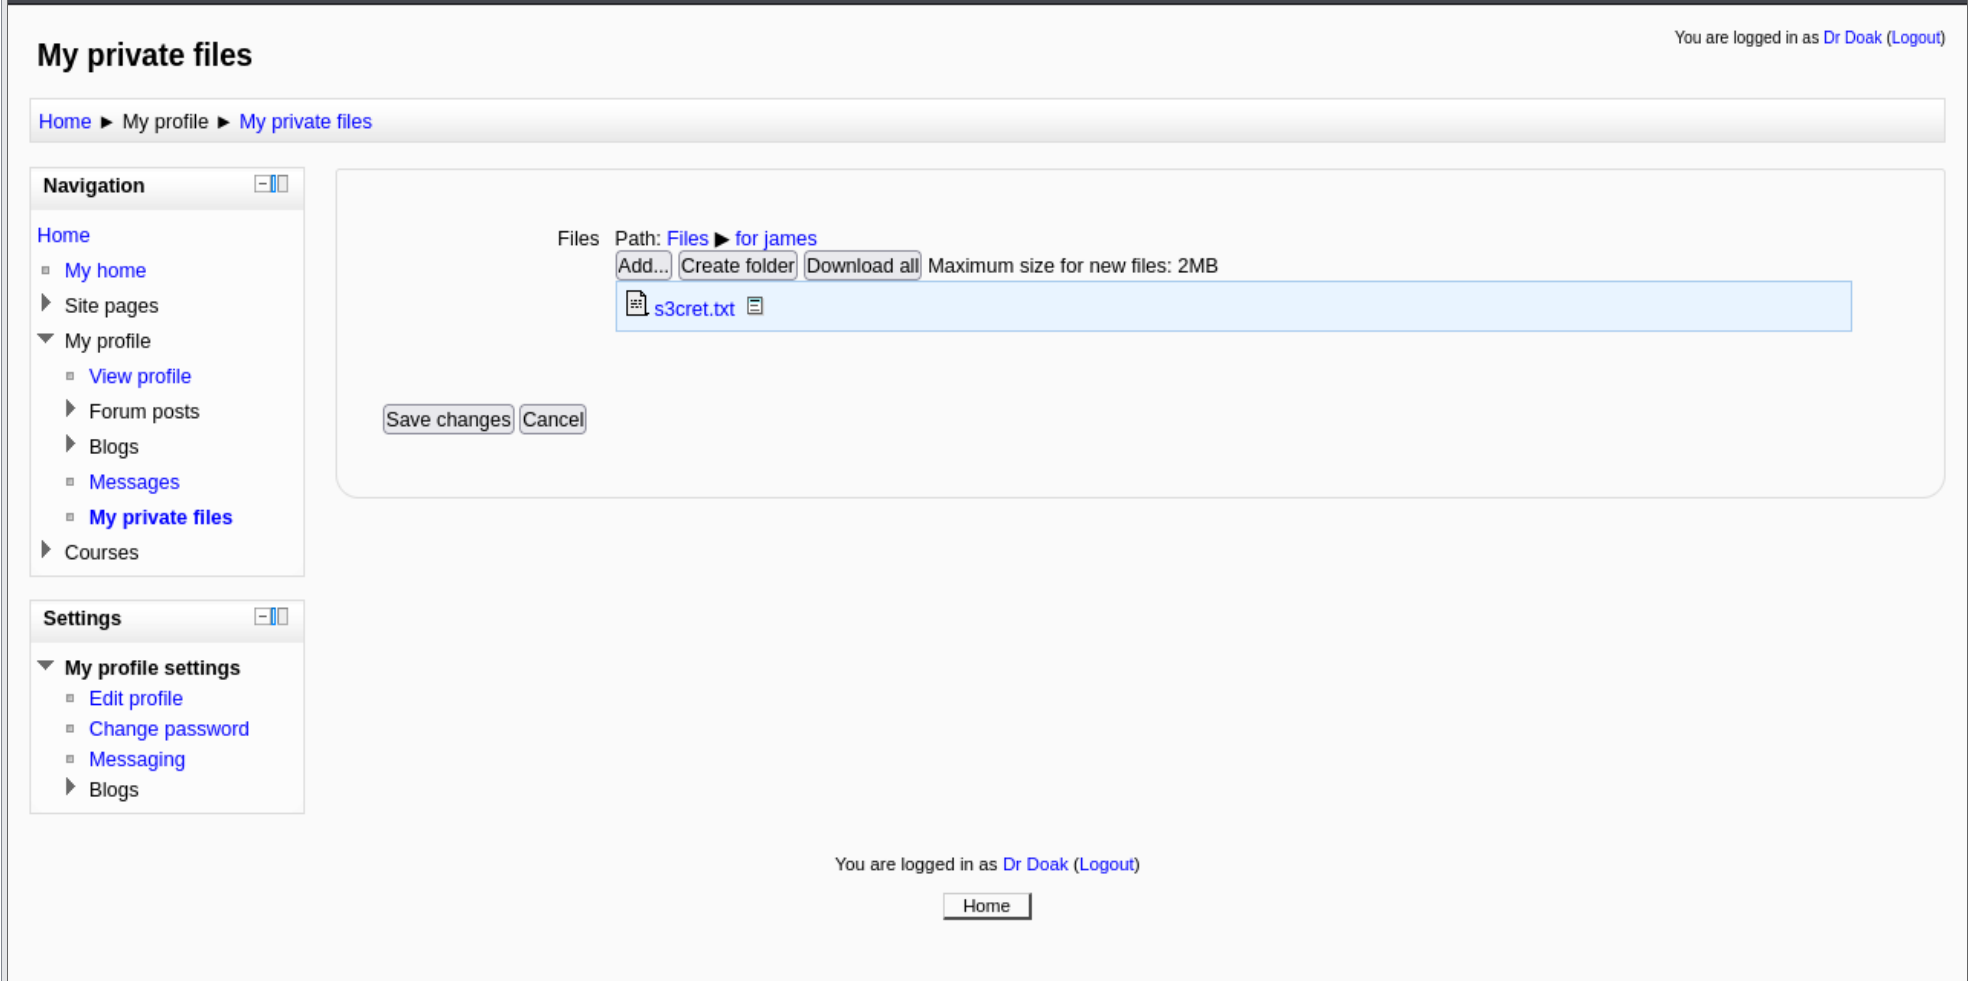 My private files
You are logged in as Dr Doak (Logout)
Home ► My profile ► My private files
Navigation
Home
My home
Site pages
My profile
View profile
Forum posts
Blogs
Messages
My private files
Courses
Settings
My profile settings
Edit profile
Change password
Messaging
Blogs
Files Path: Files ▶ for james
Add... Create folder Download all Maximum size for new files: 2MB
s3cret.txt
Save changes Cancel
You are logged in as Dr Doak (Logout)
Home